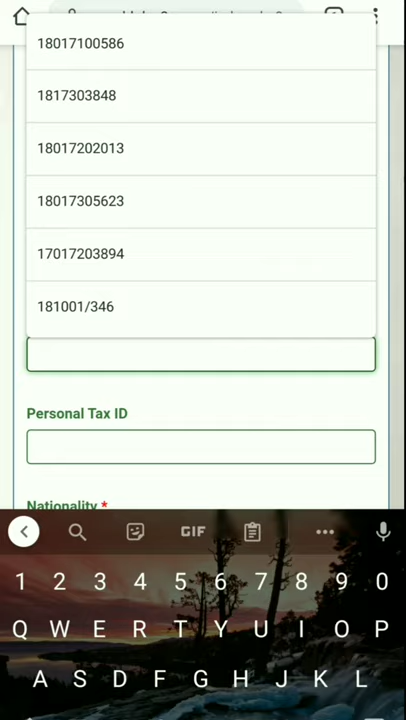 18017100586
1817303848
18017202013
18017305623
17017203894
181001/346
Personal Tax ID
Nationality *
GIF
1 2 3 4 5 6 7 8 9 0
Q W E R T Y U I O P
A S D F G H J K L